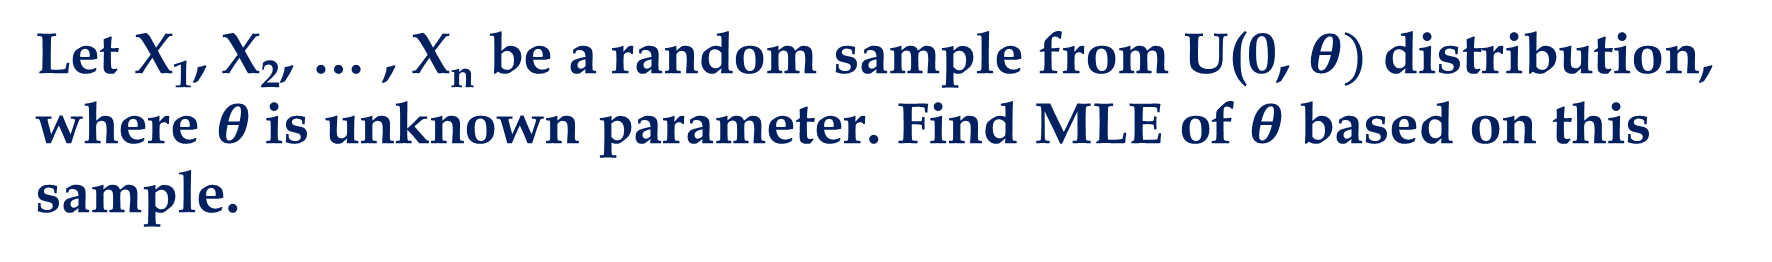 Let X₁, X₂, … , Xₙ be a random sample from U(0, θ) distribution,
where θ is unknown parameter. Find MLE of θ based on this
sample.